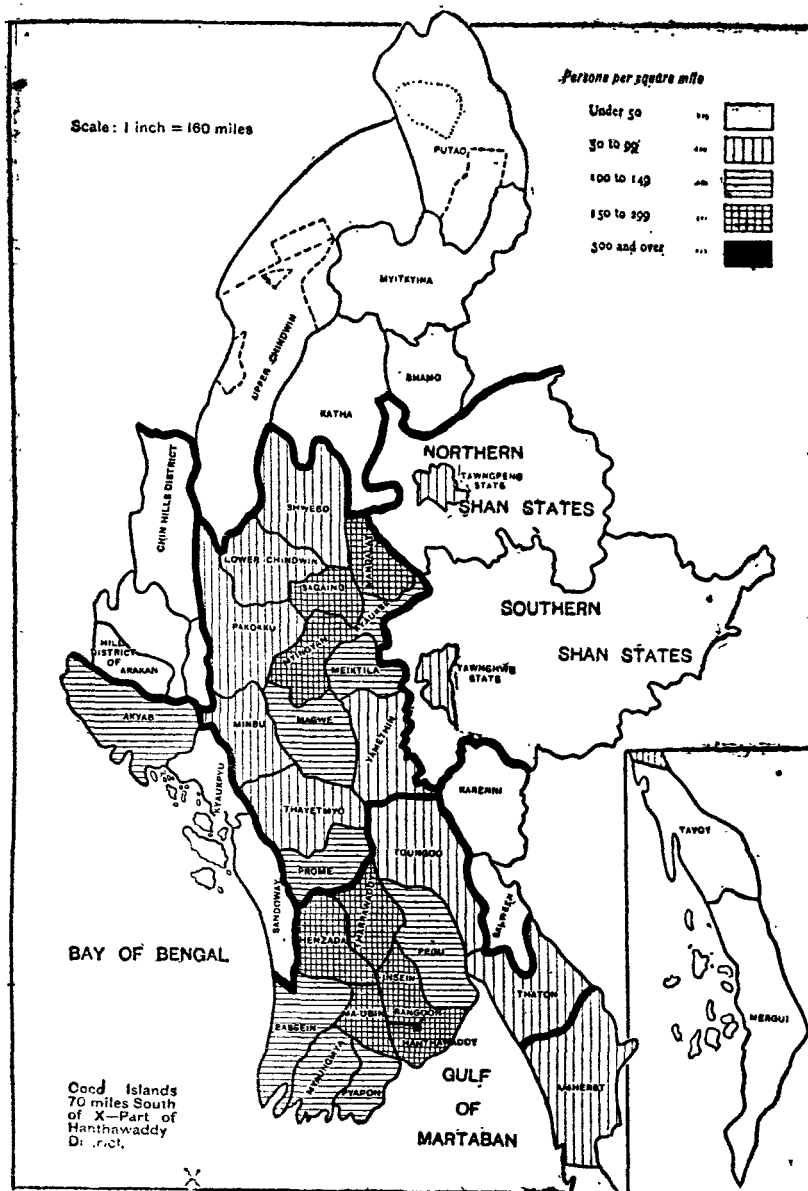 Persons per square mile
Under 50
50 to 99
100 to 149
150 to 299
300 and over
Scale: 1 inch = 160 miles
PUTAO
MYITKYINA
UPPER CHINDWIN
BHAMO
KATHA
CHIN HILLS DISTRICT
NORTHERN
SHAN STATES
TAWNGPENG
STATE
SHWEBO
LOWER CHINDWIN
MANDALAY
SAGAING
KYAUKSE
PAKOKKU
MYINGYAN
MEIKTILA
SOUTHERN
SHAN STATES
HILL
DISTRICT
OF ARAKAN
TAWNGHWE
STATE
AKYAB
MINBU
MAGWE
YAMETHIN
KYAUKPYU
THAYETMYO
KARENNI
TOUNGOO
PROME
SANDOWAY
SALWEEN
TAVOY
BAY OF BENGAL
HENZADA
THARRAWADDY
PEGU
INSEIN
THATON
MERGUI
BASSEIN
MA-UBIN
RANGOON
HANTHAWADDY
MYAUNGMYA
PYAPON
AMHERST
GULF
OF
MARTABAN
Coco Islands
70 miles South
of X—Part of
Hanthawaddy
District.
X